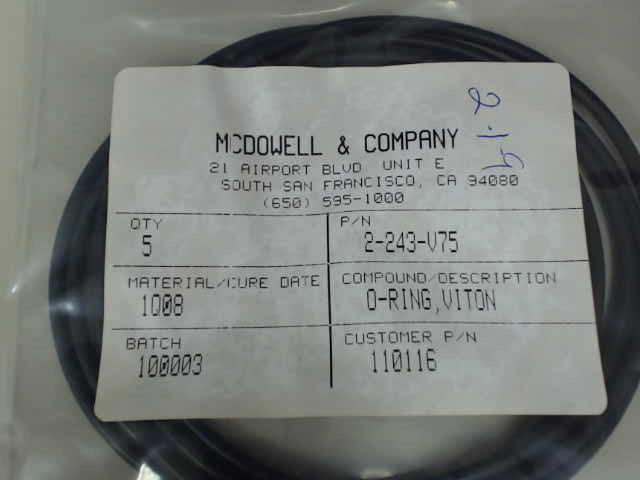 MCDOWELL & COMPANY
21 AIRPORT BLVD. UNIT E
SOUTH SAN FRANCISCO, CA 94080
(650) 595-1000
QTY
5
P/N
2-243-V75
MATERIAL/CURE DATE
1008
COMPOUND/DESCRIPTION
O-RING,VITON
BATCH
100003
CUSTOMER P/N
110116